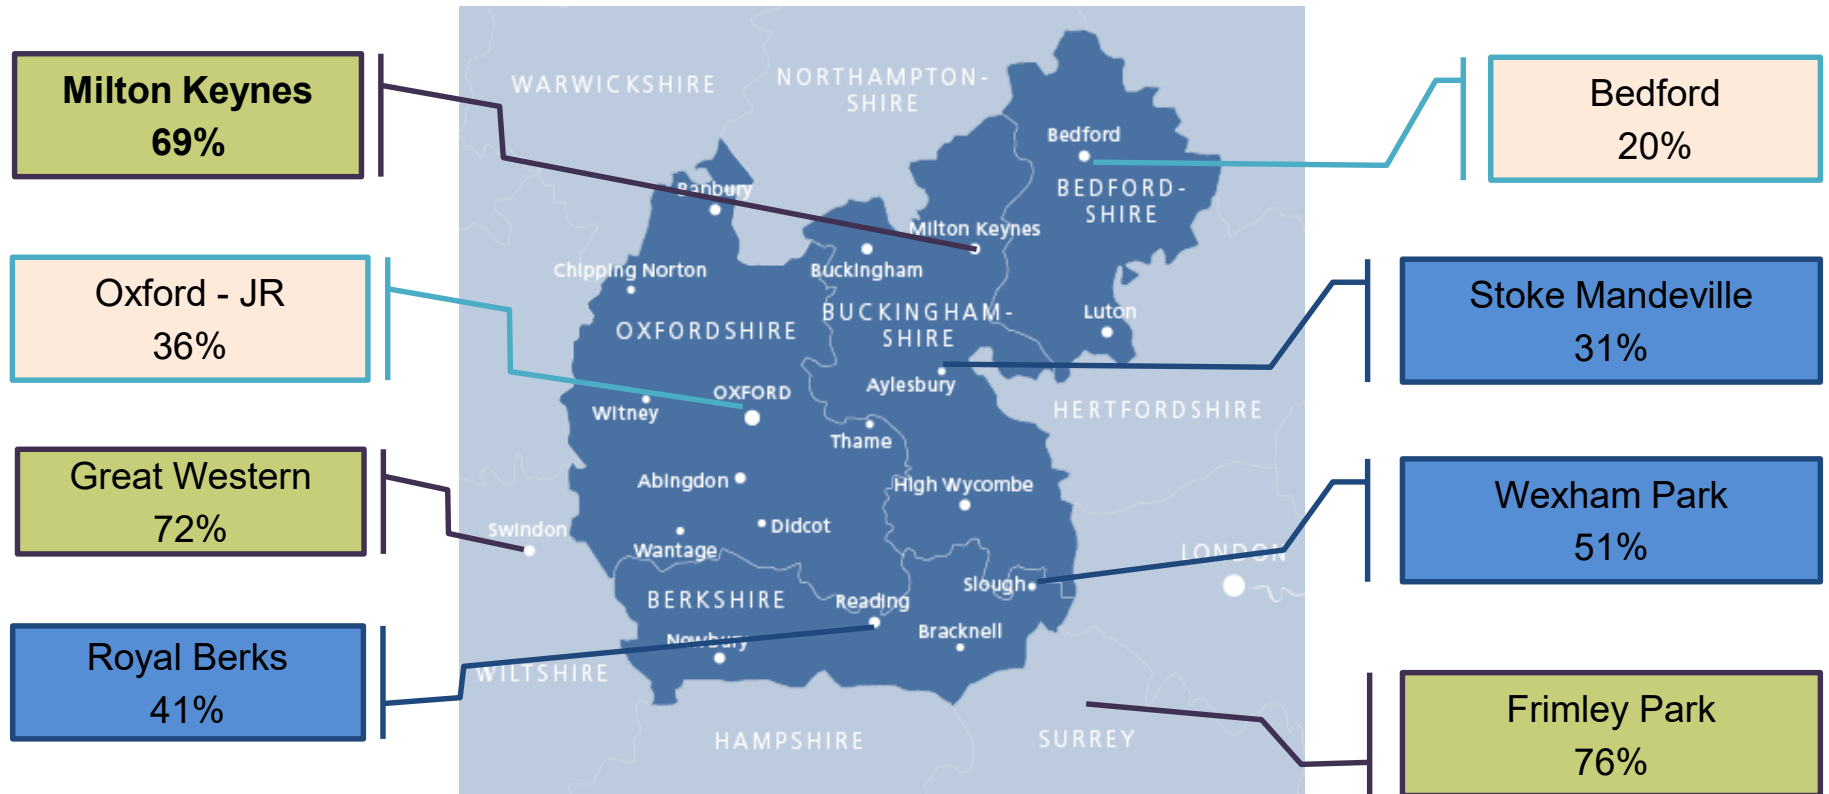 Milton Keynes
69%
Oxford - JR
36%
Great Western
72%
Royal Berks
41%
WARWICKSHIRE
NORTHAMPTON-
SHIRE
Bedford
BEDFORD-
SHIRE
Banbury
Milton Keynes
Buckingham
Chipping Norton
BUCKINGHAM-
SHIRE
Luton
OXFORDSHIRE
Aylesbury
OXFORD
Witney
HERTFORDSHIRE
Thame
Abingdon
High Wycombe
Didcot
Swindon
Wantage
LONDON
Slough
BERKSHIRE
Reading
Newbury
Bracknell
WILTSHIRE
HAMPSHIRE
SURREY
Bedford
20%
Stoke Mandeville
31%
Wexham Park
51%
Frimley Park
76%